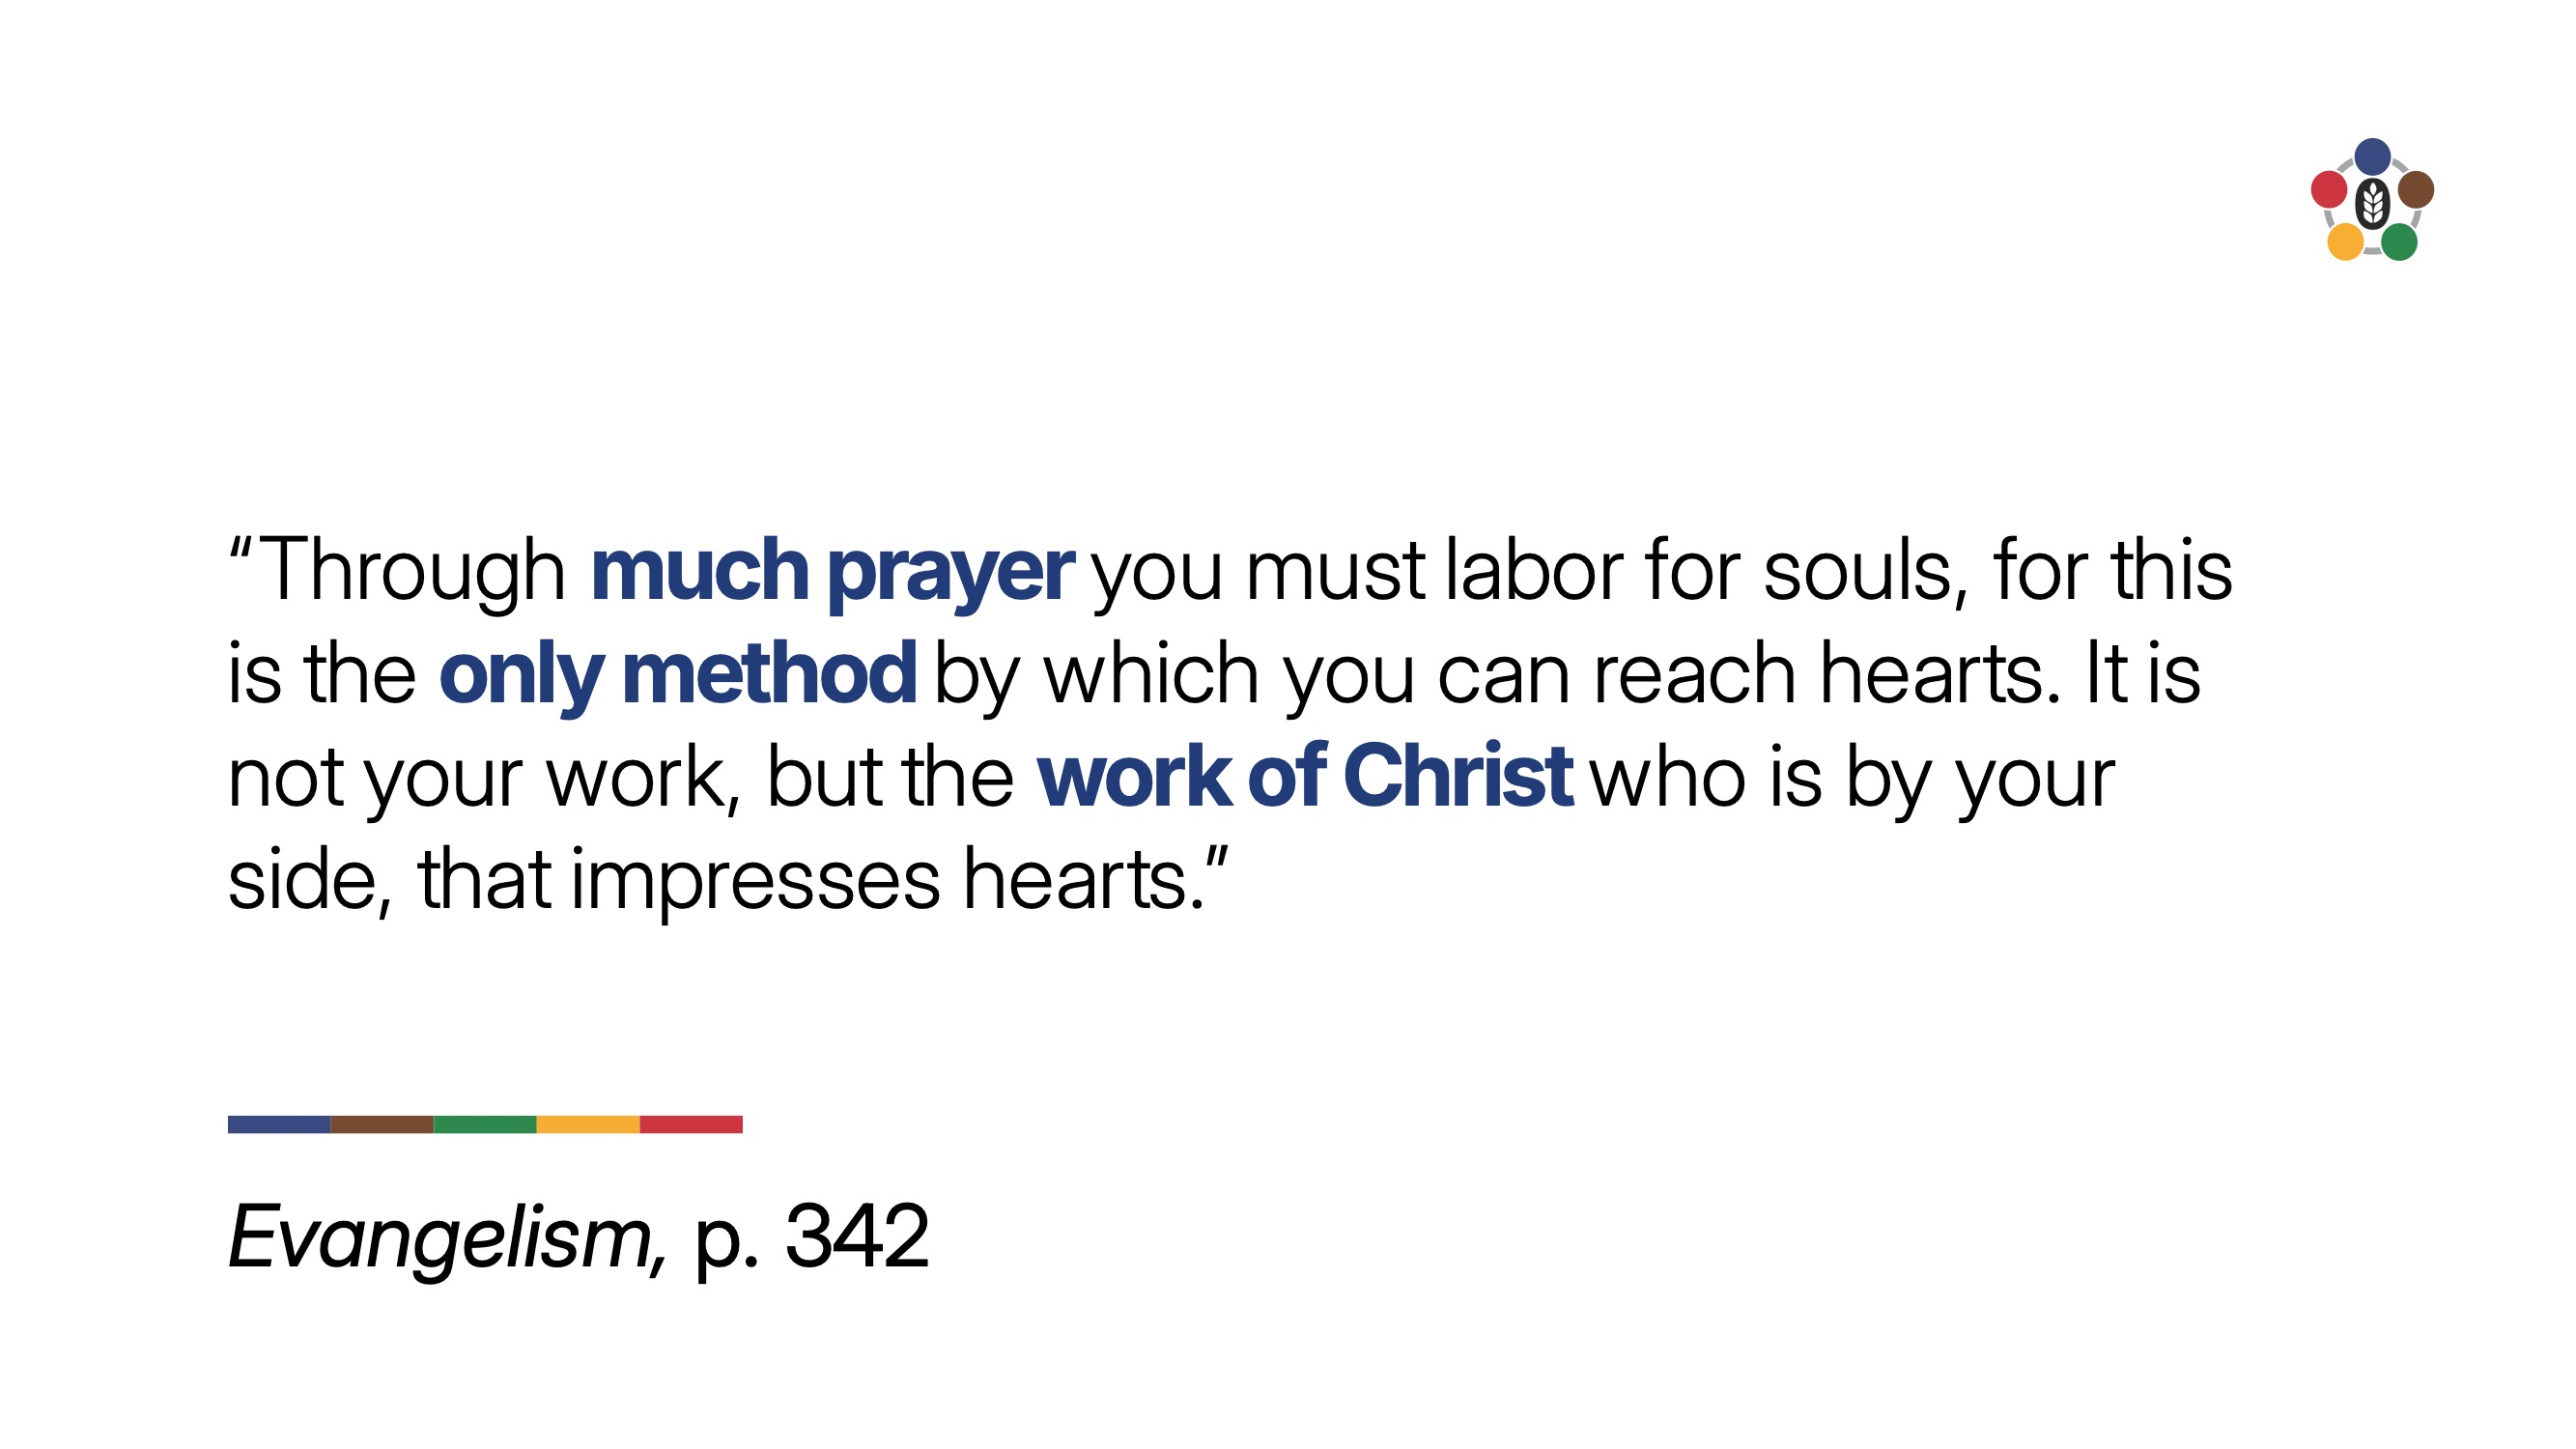 “Through much prayer you must labor for souls, for this
is the only method by which you can reach hearts. It is
not your work, but the work of Christ who is by your
side, that impresses hearts.”
Evangelism, p. 342